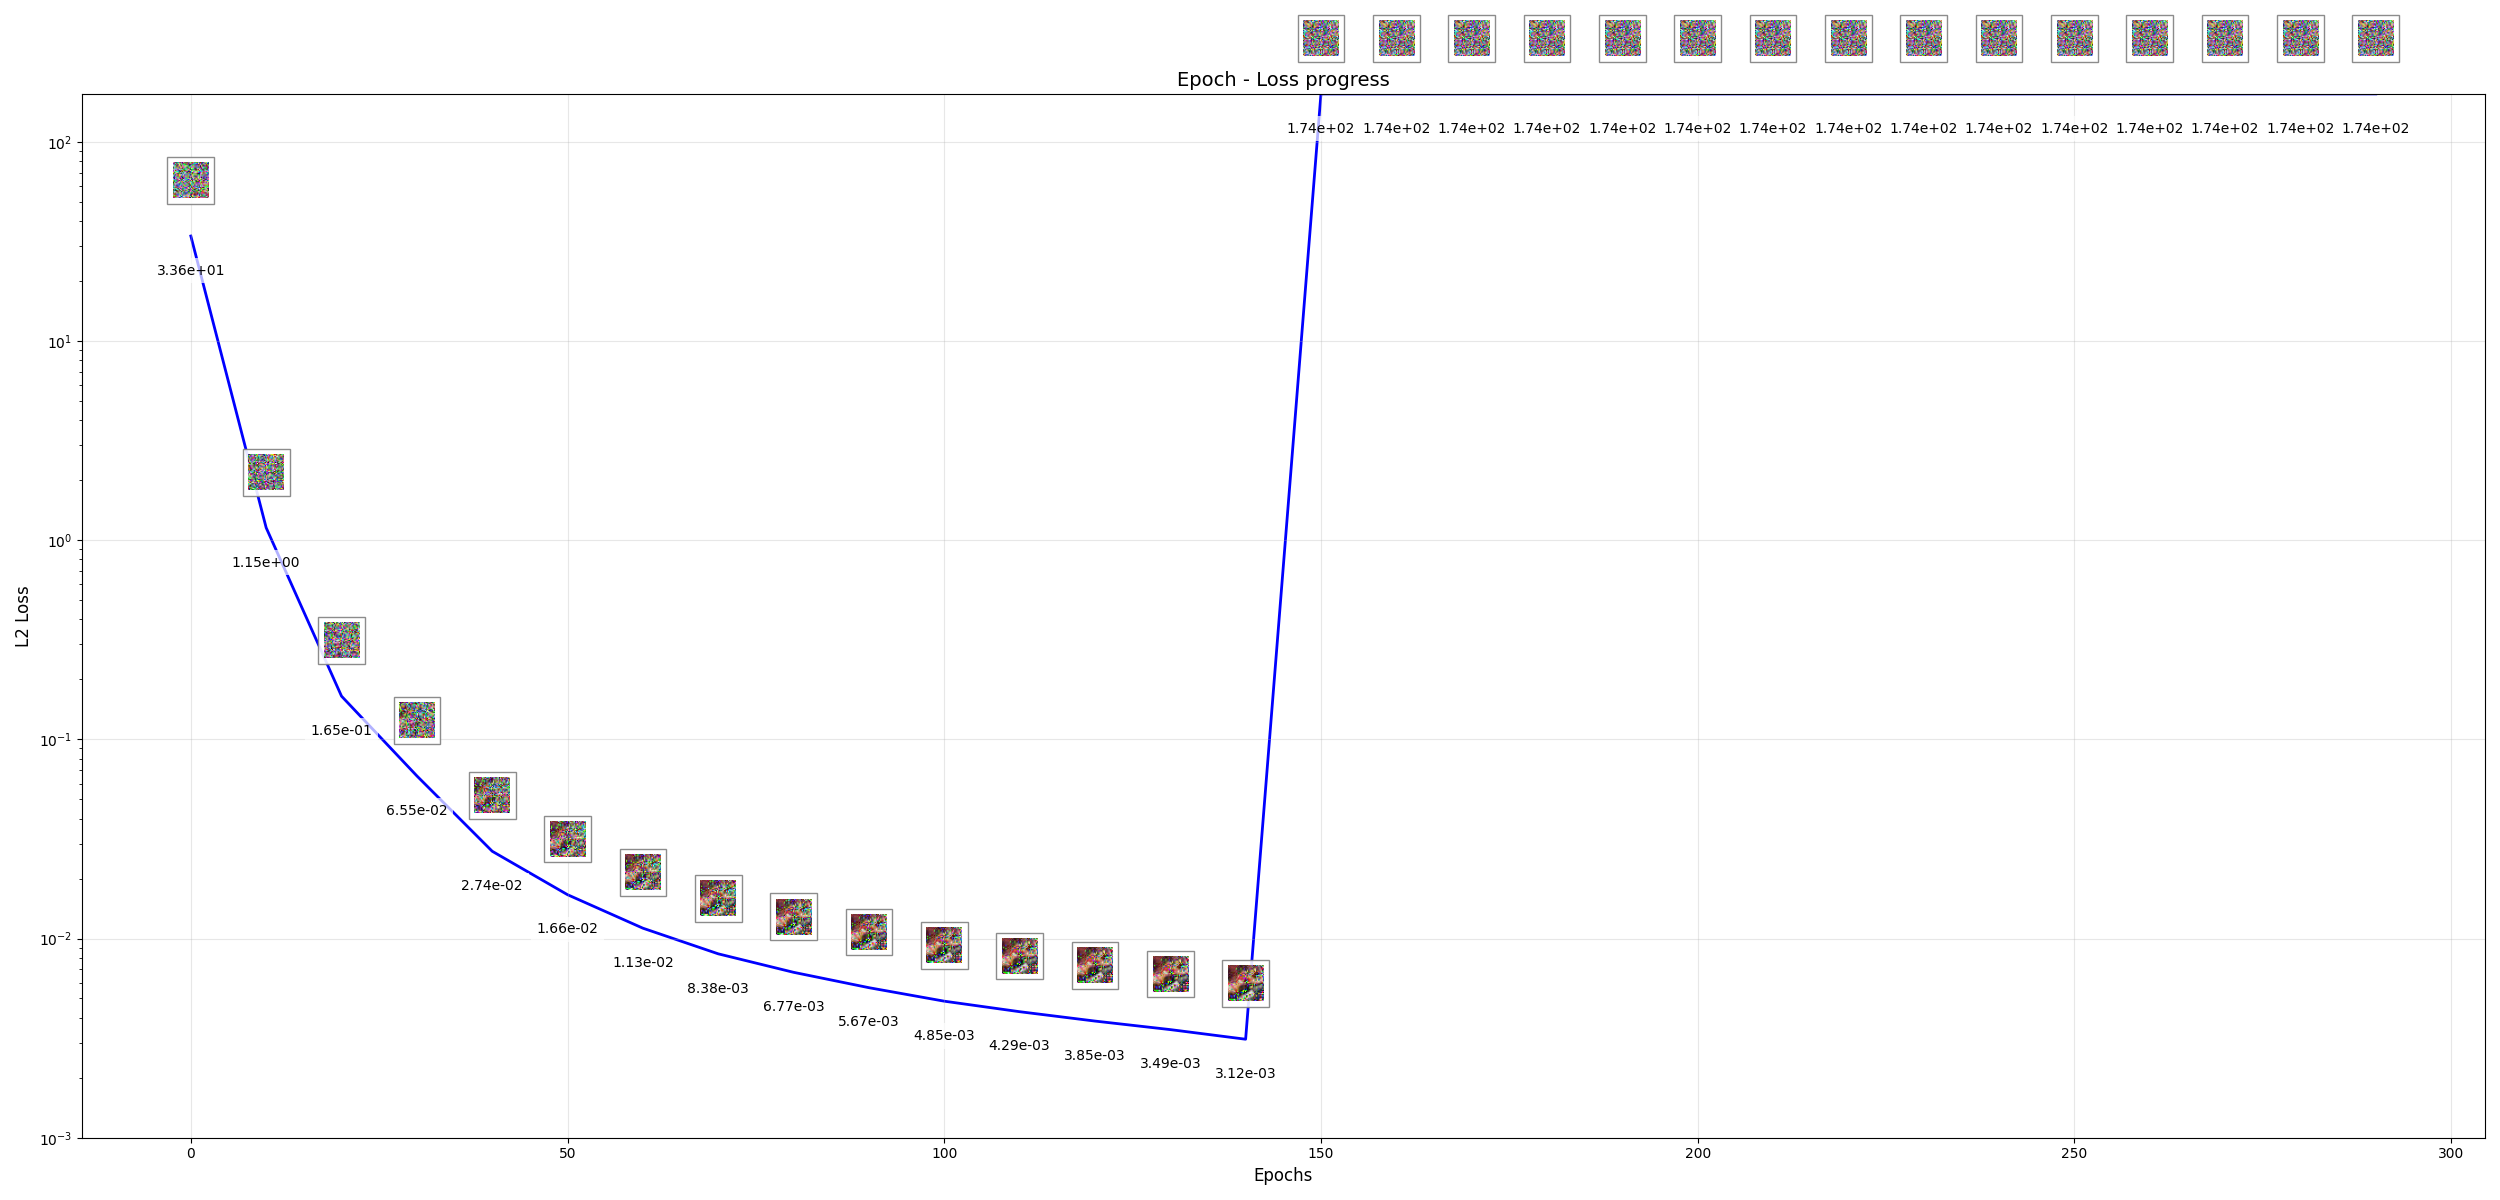 Epoch - Loss progress
10²
10¹
10⁰
10⁻¹
10⁻²
10⁻³
L2 Loss
3.36e+01
1.15e+00
1.65e-01
6.55e-02
2.74e-02
1.66e-02
1.13e-02
8.38e-03
6.77e-03
5.67e-03
4.85e-03
4.29e-03
3.85e-03
3.49e-03
3.12e-03
1.74e+02 1.74e+02 1.74e+02 1.74e+02 1.74e+02 1.74e+02 1.74e+02 1.74e+02 1.74e+02 1.74e+02 1.74e+02 1.74e+02 1.74e+02 1.74e+02 1.74e+02
0 50 100 150 200 250 300
Epochs